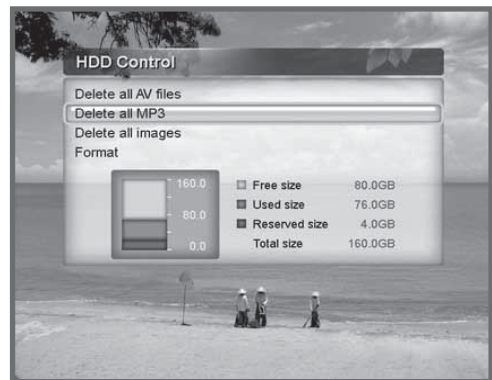 HDD Control
Delete all AV files
Delete all MP3
Delete all images
Format
160.0
80.0
0.0
Free size 80.0GB
Used size 76.0GB
Reserved size 4.0GB
Total size 160.0GB